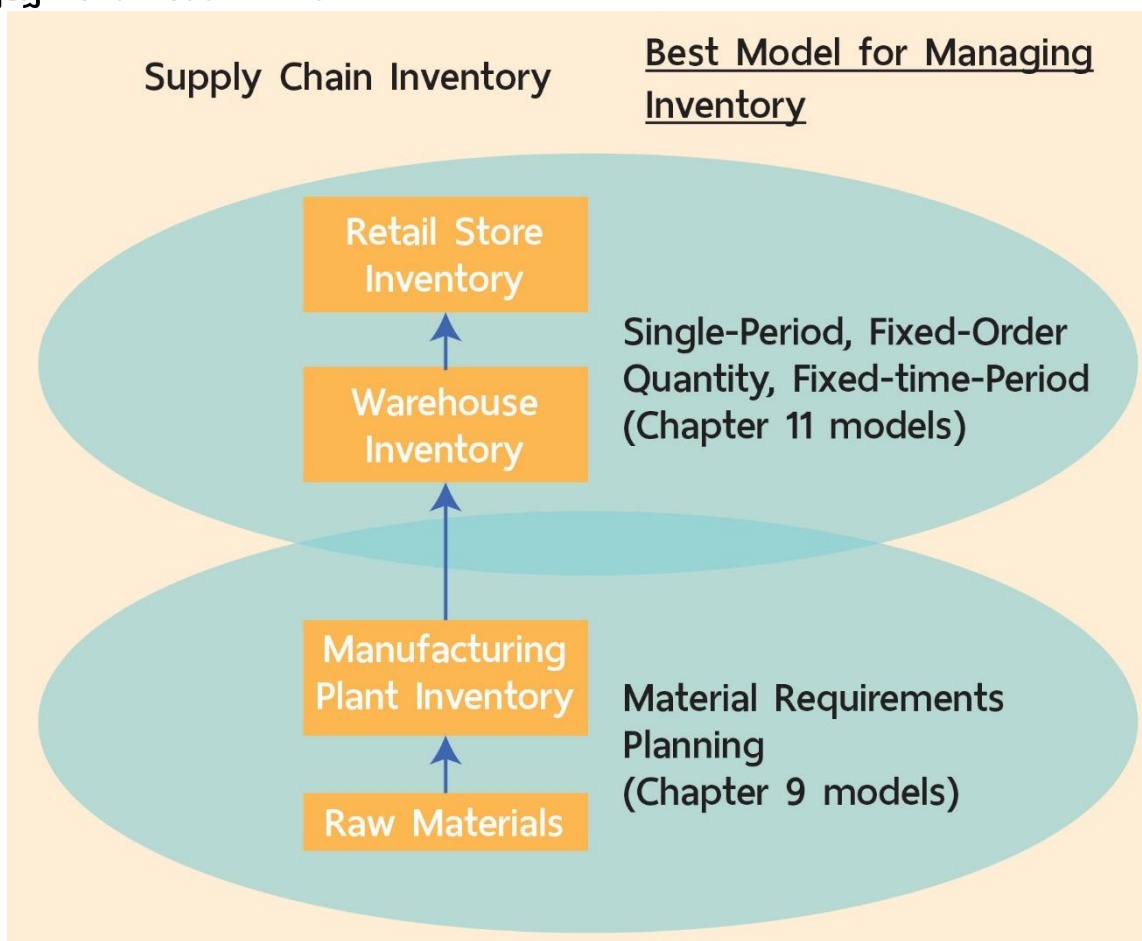 Supply Chain Inventory
Best Model for Managing
Inventory
Retail Store
Inventory
Warehouse
Inventory
Single-Period, Fixed-Order
Quantity, Fixed-time-Period
(Chapter 11 models)
Manufacturing
Plant Inventory
Raw Materials
Material Requirements
Planning
(Chapter 9 models)